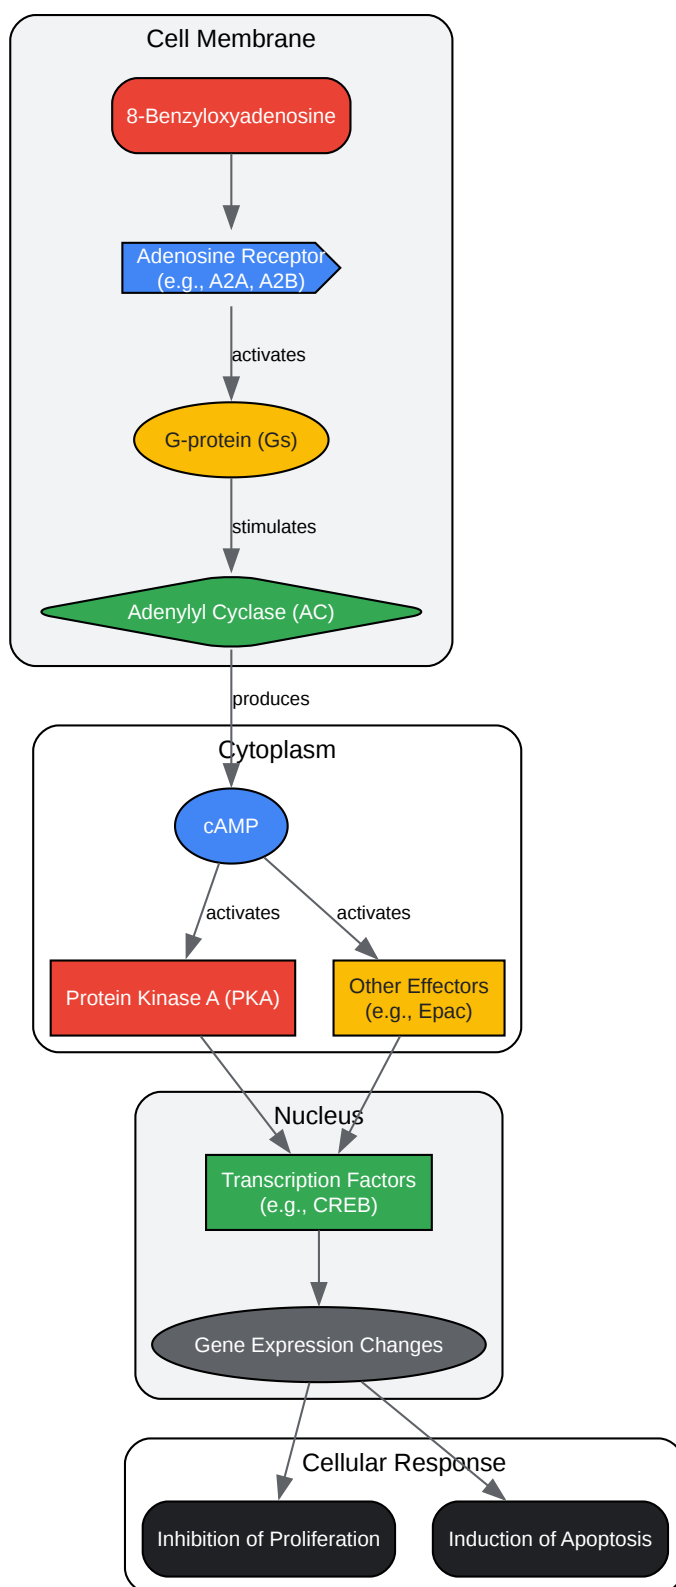 Cell Membrane
8-Benzyloxyadenosine
Adenosine Receptor
(e.g., A2A, A2B)
activates
G-protein (Gs)
stimulates
Adenylyl Cyclase (AC)
produces
Cytoplasm
cAMP
activates
activates
Protein Kinase A (PKA)
Other Effectors
(e.g., Epac)
Nucleus
Transcription Factors
(e.g., CREB)
Gene Expression Changes
Cellular Response
Inhibition of Proliferation
Induction of Apoptosis